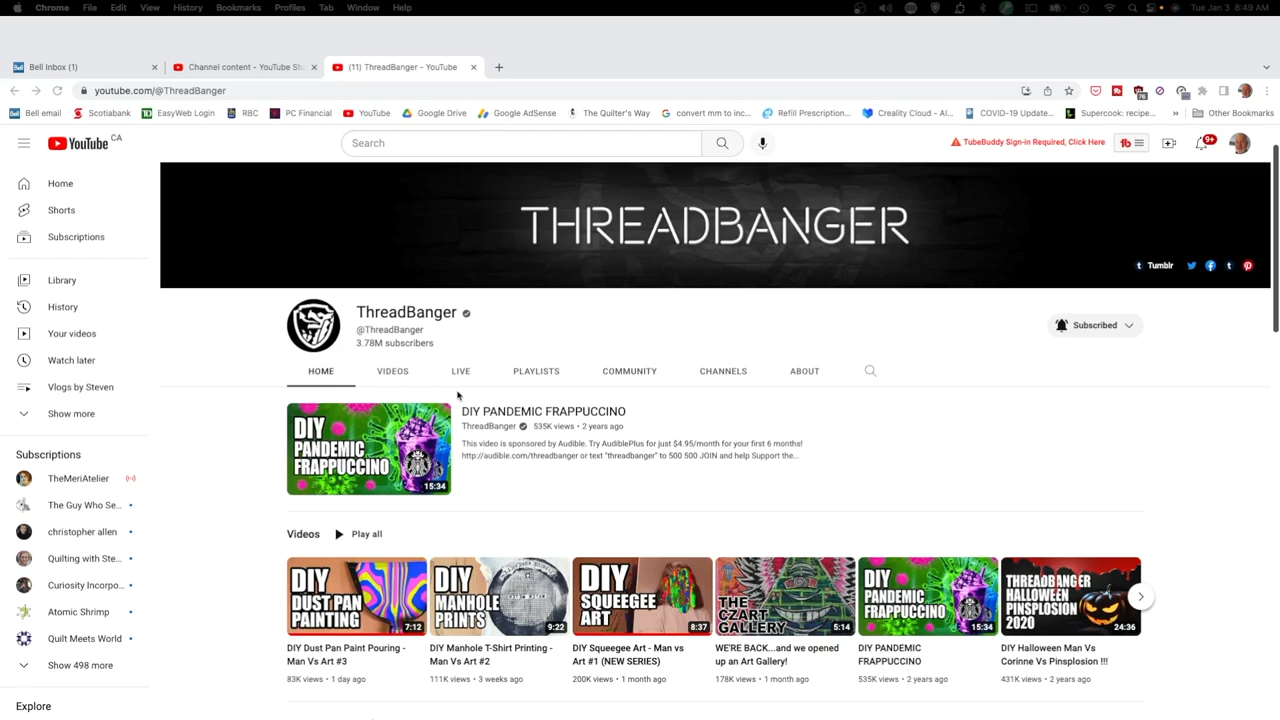 Chrome File Edit View History Bookmarks Profiles Tab Window Help Tue Jan 3 8:49 AM
Bell Inbox (1) Channel content - YouTube St (11) ThreadBanger - YouTube
youtube.com/@ThreadBanger
Bell email Scotiabank EasyWeb Login RBC PC Financial YouTube Google Drive Google AdSense The Quilter's Way convert mm to inc... Refill Prescription... Creality Cloud - Al... COVID-19 Update... Supercook: recipe... » Other Bookmarks
YouTube CA
Search
TubeBuddy Sign-in Required, Click Here
tb
9+
Home
Shorts
Subscriptions
Library
History
Your videos
Watch later
Vlogs by Steven
Show more
Subscriptions
TheMeriAtelier
The Guy Who Se...
christopher allen
Quilting with Ste...
Curiosity Incorpo...
Atomic Shrimp
Quilt Meets World
Show 498 more
Explore
THREADBANGER
t Tumblr
ThreadBanger
@ThreadBanger
3.78M subscribers
Subscribed
HOME VIDEOS LIVE PLAYLISTS COMMUNITY CHANNELS ABOUT
DIY
PANDEMIC
FRAPPUCCINO
15:34
DIY PANDEMIC FRAPPUCCINO
ThreadBanger 535K views • 2 years ago
This video is sponsored by Audible. Try AudiblePlus for just $4.95/month for your first 6 months!
http://audible.com/threadbanger or text "threadbanger" to 500 500 JOIN and help Support the...
Videos Play all
DIY
DUST PAN
PAINTING
7:12
DIY Dust Pan Paint Pouring -
Man Vs Art #3
83K views • 1 day ago
DIY
MANHOLE
PRINTS
9:22
DIY Manhole T-Shirt Printing -
Man Vs Art #2
111K views • 3 weeks ago
DIY
SQUEEGEE
ART
8:37
DIY Squeegee Art - Man vs
Art #1 (NEW SERIES)
200K views • 1 month ago
THE
CZART
GALLERY
5:14
WE'RE BACK...and we opened
up an Art Gallery!
178K views • 1 month ago
DIY
PANDEMIC
FRAPPUCCINO
15:34
DIY PANDEMIC
FRAPPUCCINO
535K views • 2 years ago
THREADBANGER
HALLOWEEN
PINSPLOSION
2020
24:36
DIY Halloween Man Vs
Corinne Vs Pinsplosion !!!
431K views • 2 years ago